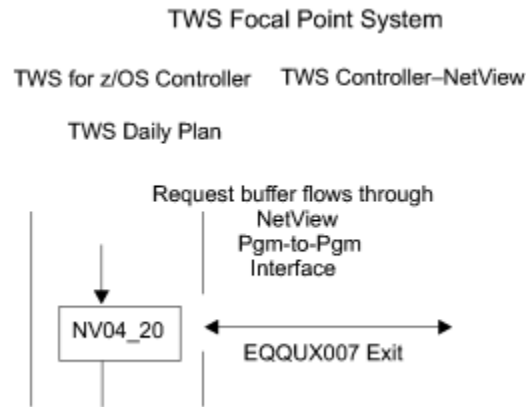 TWS Focal Point System
TWS for z/OS Controller
TWS Controller–NetView
TWS Daily Plan
Request buffer flows through
NetView
Pgm-to-Pgm
Interface
NV04_20
EQQUX007 Exit